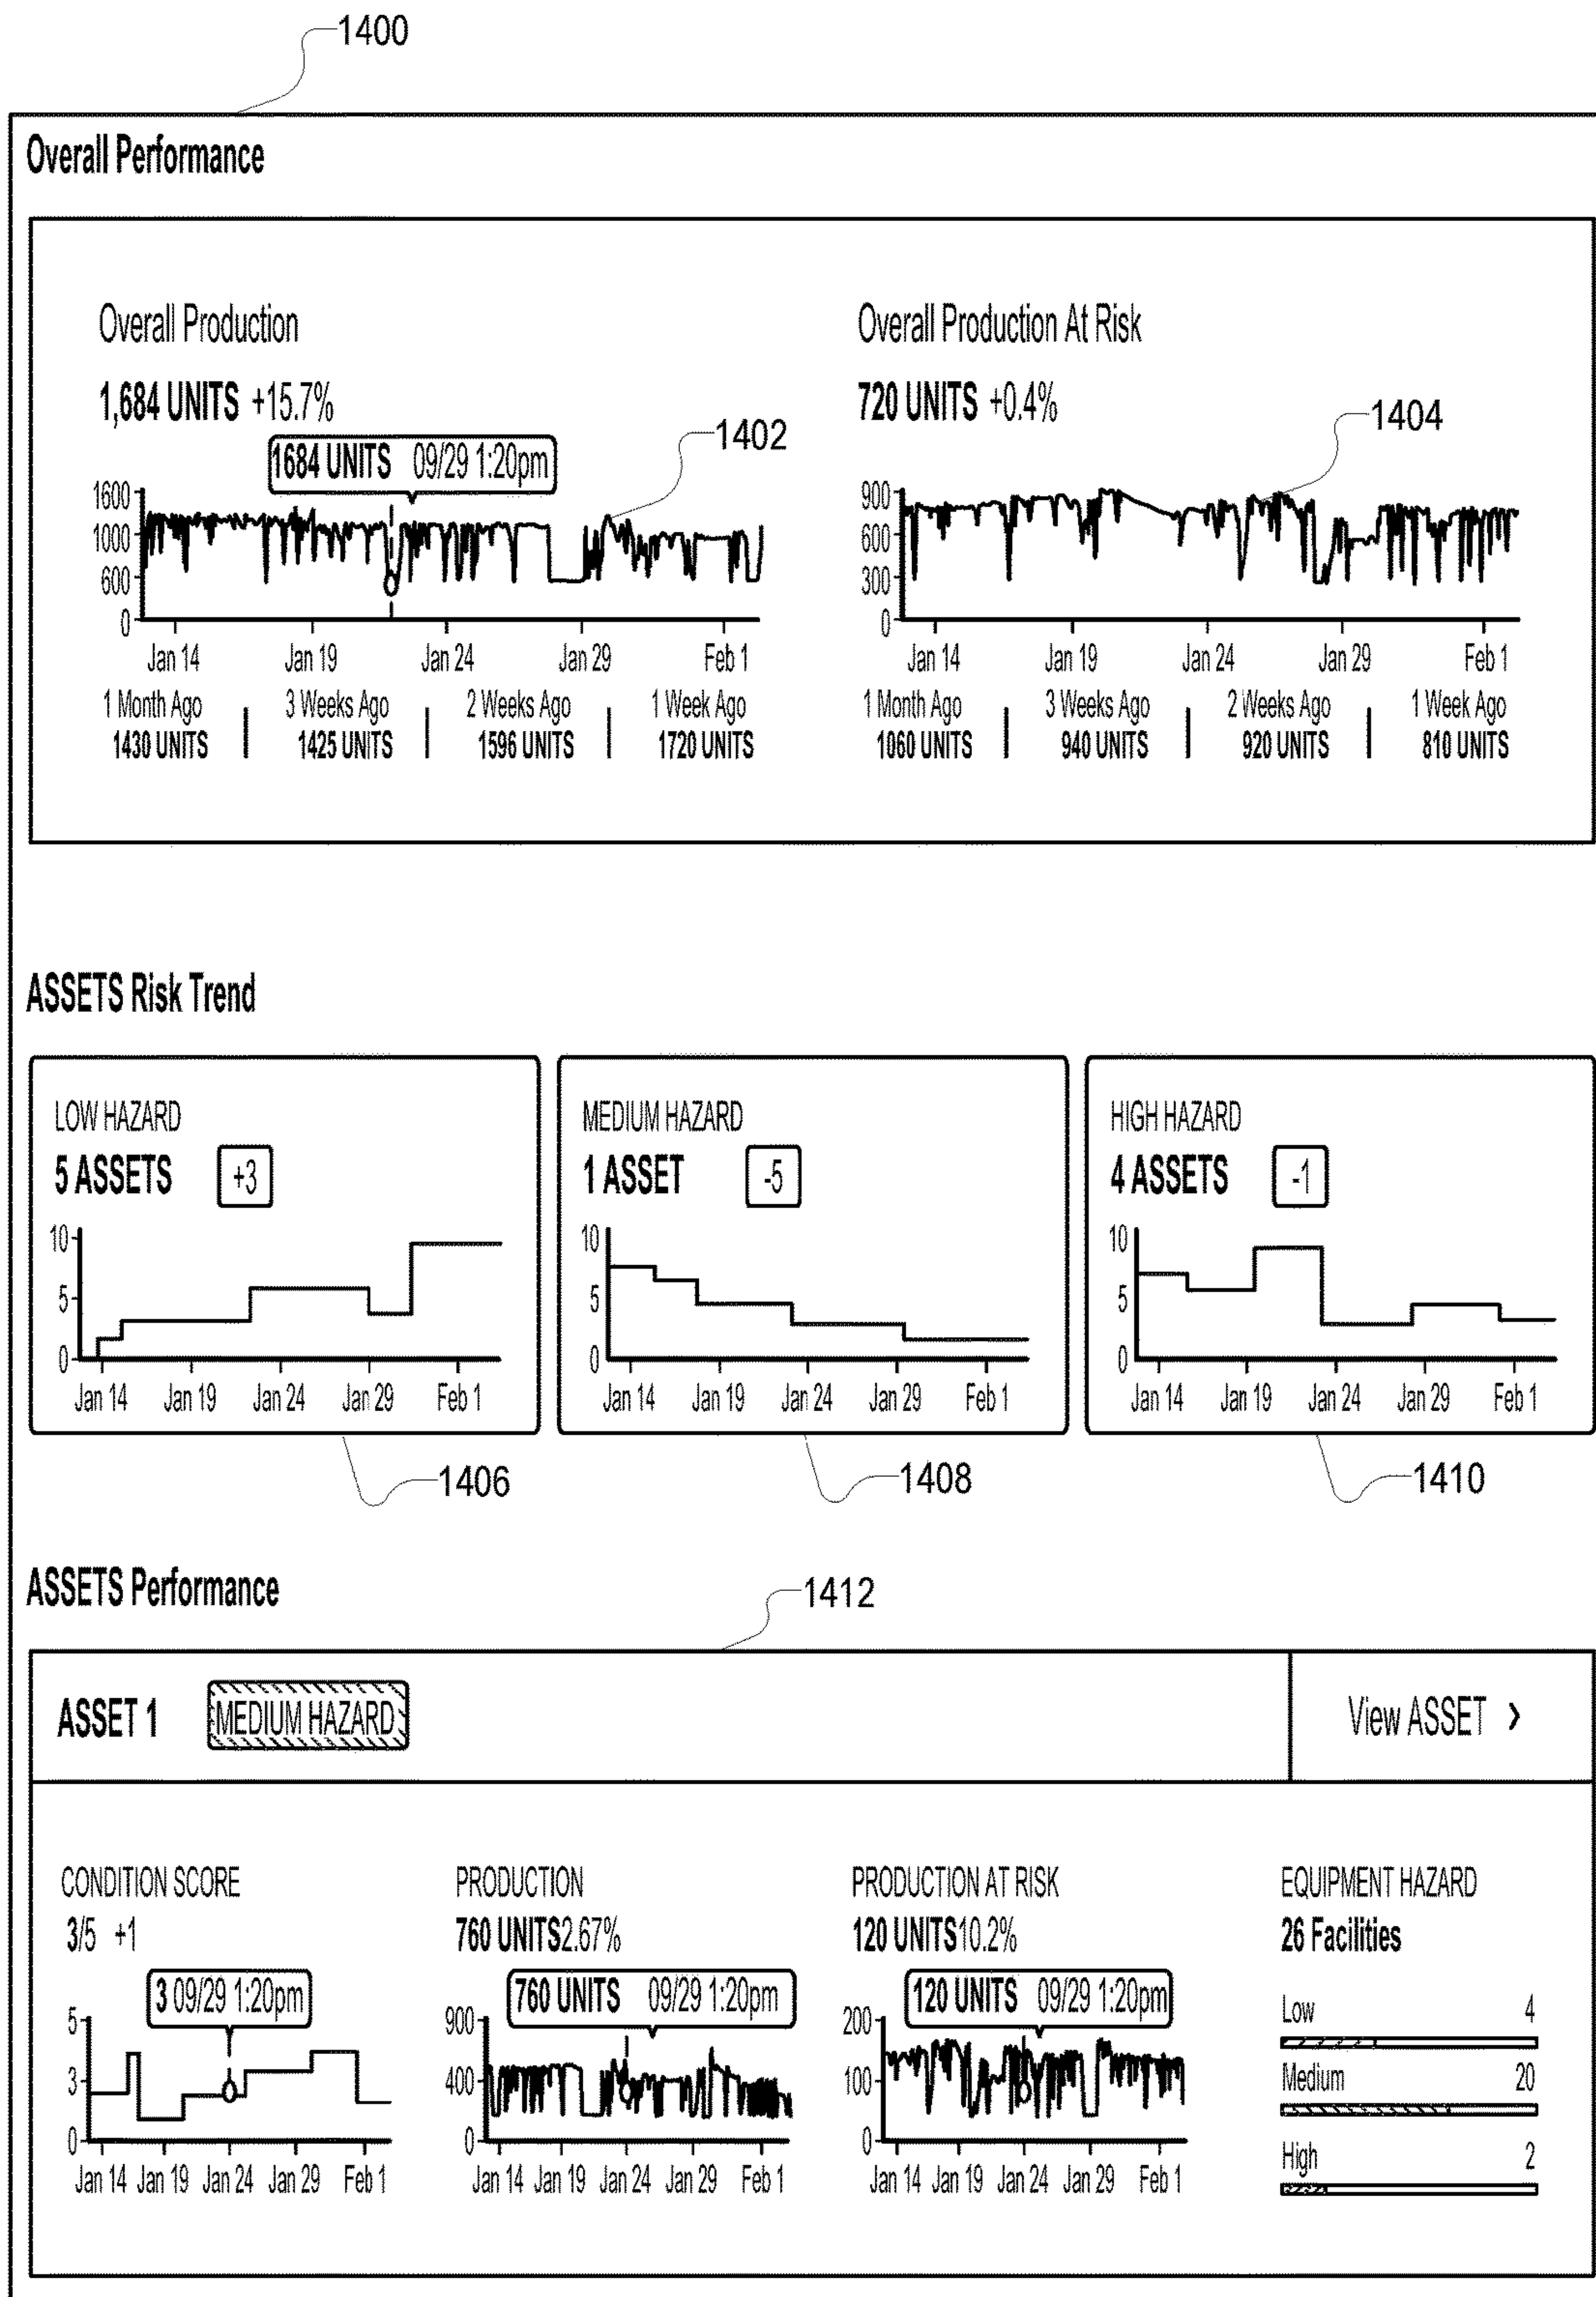 1400
Overall Performance
Overall Production
1,684 UNITS +15.7%
1684 UNITS 09/29 1:20pm
1402
1600
1000
600
0
Jan 14 Jan 19 Jan 24 Jan 29 Feb 1
1 Month Ago 3 Weeks Ago 2 Weeks Ago 1 Week Ago
1430 UNITS 1425 UNITS 1596 UNITS 1720 UNITS
Overall Production At Risk
720 UNITS +0.4%
1404
900
600
300
0
Jan 14 Jan 19 Jan 24 Jan 29 Feb 1
1 Month Ago 3 Weeks Ago 2 Weeks Ago 1 Week Ago
1060 UNITS 940 UNITS 920 UNITS 810 UNITS
ASSETS Risk Trend
LOW HAZARD
5 ASSETS +3
10
5
0
Jan 14 Jan 19 Jan 24 Jan 29 Feb 1
1406
MEDIUM HAZARD
1 ASSET -5
10
5
0
Jan 14 Jan 19 Jan 24 Jan 29 Feb 1
1408
HIGH HAZARD
4 ASSETS -1
10
5
0
Jan 14 Jan 19 Jan 24 Jan 29 Feb 1
1410
ASSETS Performance
1412
ASSET 1 MEDIUM HAZARD View ASSET >
CONDITION SCORE
3/5 +1
3 09/29 1:20pm
5
3
0
Jan 14 Jan 19 Jan 24 Jan 29 Feb 1
PRODUCTION
760 UNITS2.67%
760 UNITS 09/29 1:20pm
900
400
0
Jan 14 Jan 19 Jan 24 Jan 29 Feb 1
PRODUCTION AT RISK
120 UNITS10.2%
120 UNITS 09/29 1:20pm
200
100
0
Jan 14 Jan 19 Jan 24 Jan 29 Feb 1
EQUIPMENT HAZARD
26 Facilities
Low 4
Medium 20
High 2